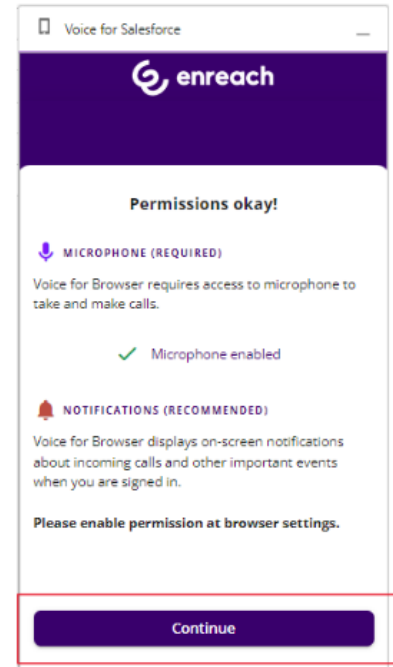 Voice for Salesforce
enreach
Permissions okay!
MICROPHONE (REQUIRED)
Voice for Browser requires access to microphone to
take and make calls.
Microphone enabled
NOTIFICATIONS (RECOMMENDED)
Voice for Browser displays on-screen notifications
about incoming calls and other important events
when you are signed in.
Please enable permission at browser settings.
Continue